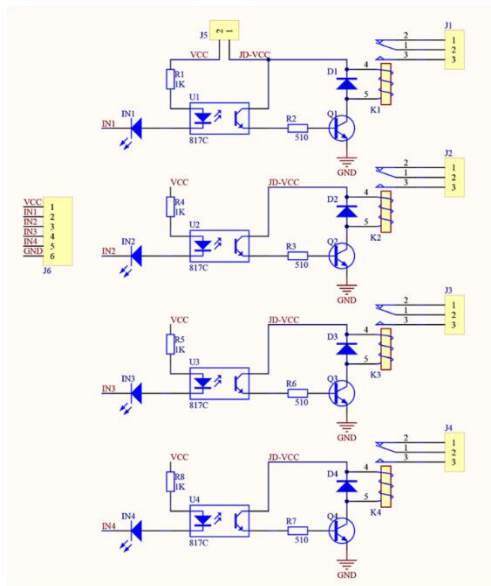 J5
2 1
VCC
JD-VCC
R1
1K
U1
IN1
IN1
817C
R2
510
D1
4
5
K1
Q1
GND
2
1
3
J1
1
2
3
VCC
JD-VCC
R4
1K
U2
IN2
IN2
817C
R3
510
D2
4
5
K2
Q2
GND
2
1
3
J2
1
2
3
VCC 1
IN1 2
IN2 3
IN3 4
IN4 5
GND 6
J6
VCC
JD-VCC
R5
1K
U3
IN3
IN3
817C
R6
510
D3
4
5
K3
Q3
GND
2
1
3
J3
1
2
3
VCC
JD-VCC
R8
1K
U4
IN4
IN4
817C
R7
510
D4
4
5
K4
Q4
GND
2
1
3
J4
1
2
3